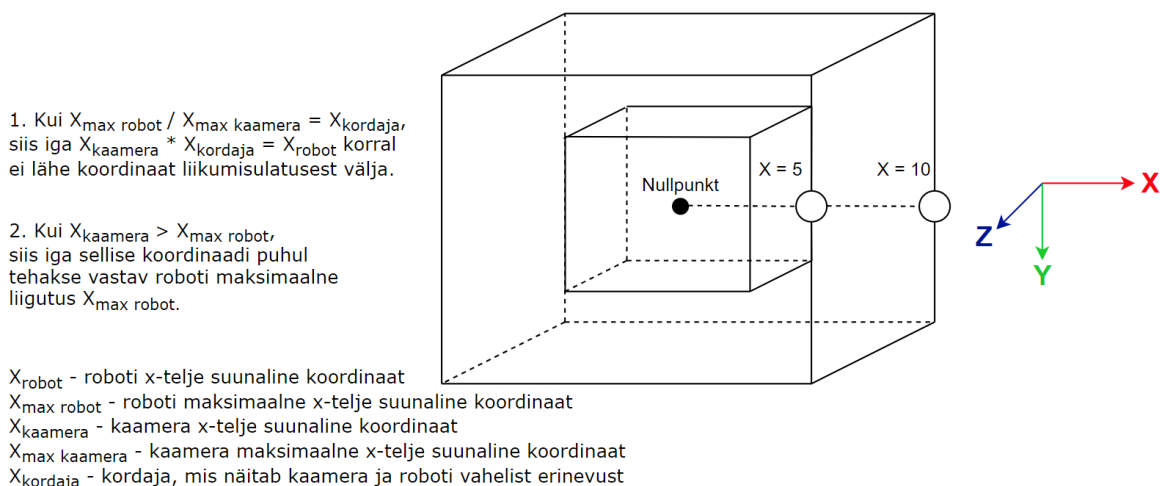 1. Kui Xmax robot / Xmax kaamera = Xkordaja,
siis iga Xkaamera * Xkordaja = Xrobot korral
ei lähe koordinaat liikumisulatusest välja.
2. Kui Xkaamera > Xmax robot,
siis iga sellise koordinaadi puhul
tehakse vastav roboti maksimaalne
liigutus Xmax robot.
Xrobot - roboti x-telje suunaline koordinaat
Xmax robot - roboti maksimaalne x-telje suunaline koordinaat
Xkaamera - kaamera x-telje suunaline koordinaat
Xmax kaamera - kaamera maksimaalne x-telje suunaline koordinaat
Xkordaja - kordaja, mis näitab kaamera ja roboti vahelist erinevust
Nullpunkt
X = 5
X = 10
X
Z
Y